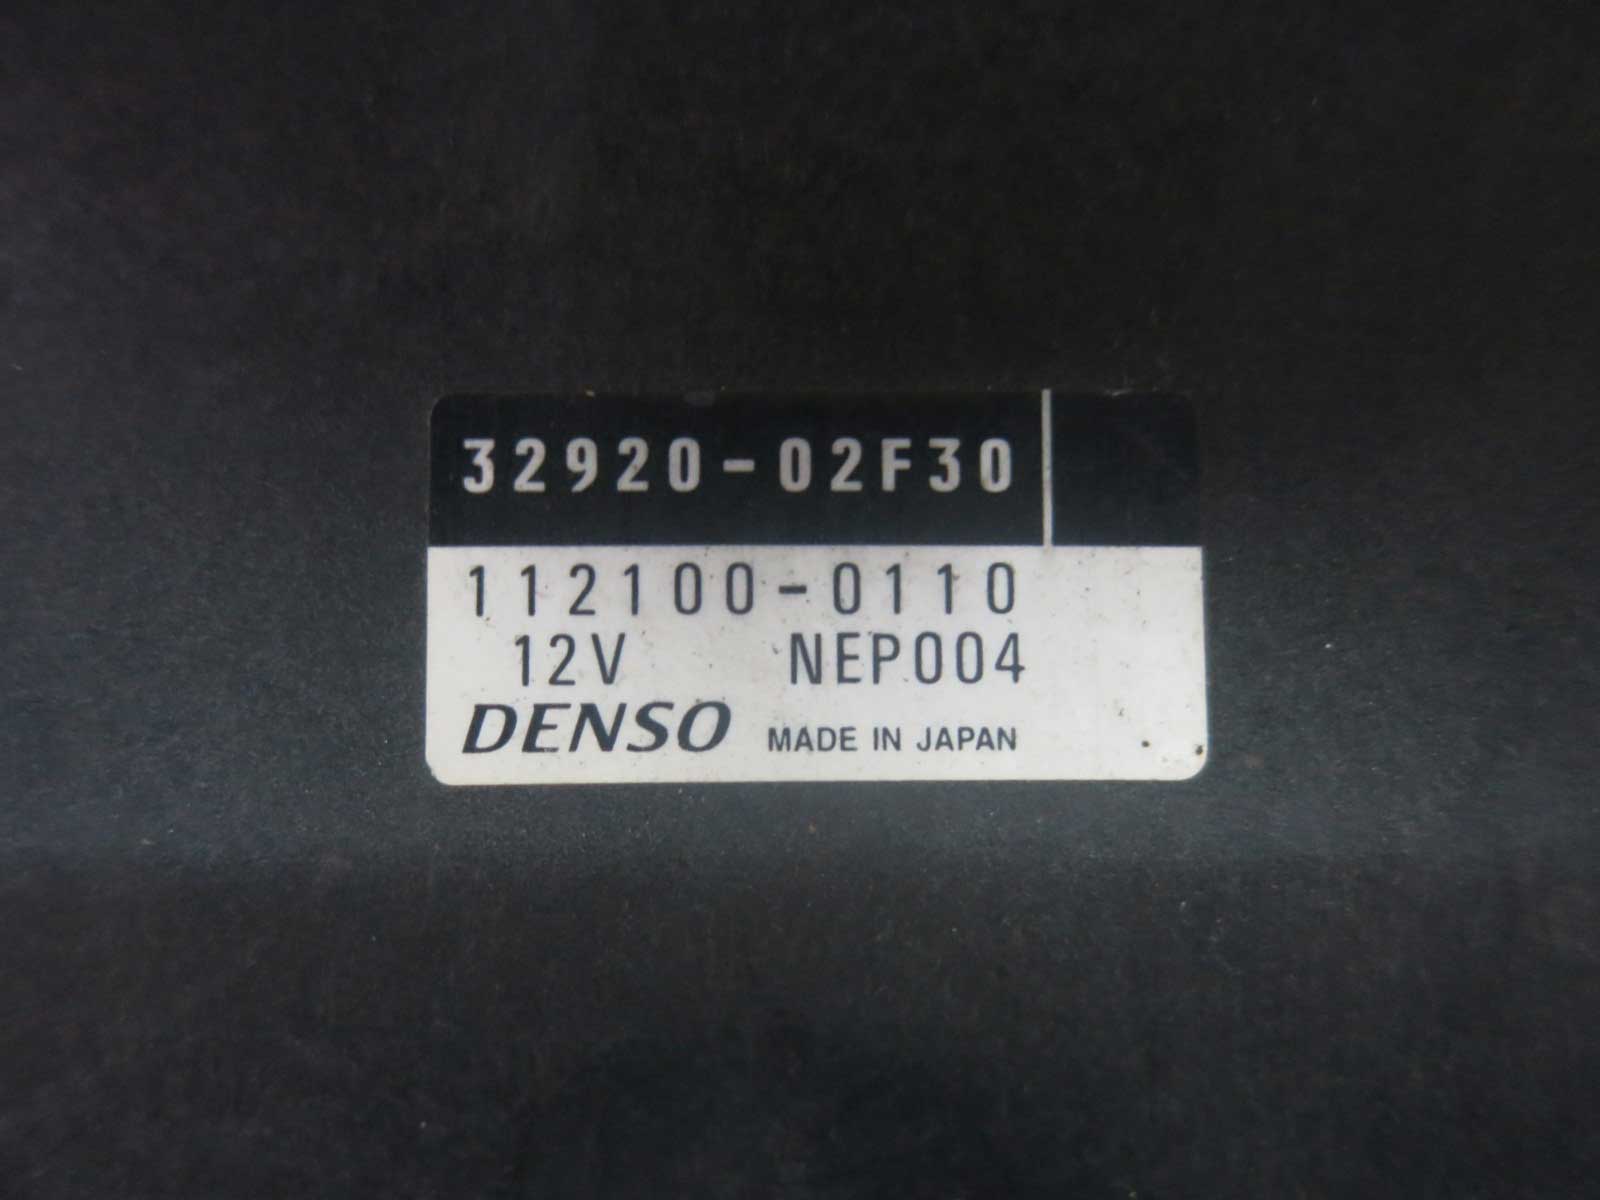 32920-02F30
112100-0110
12V NEP004
DENSO MADE IN JAPAN